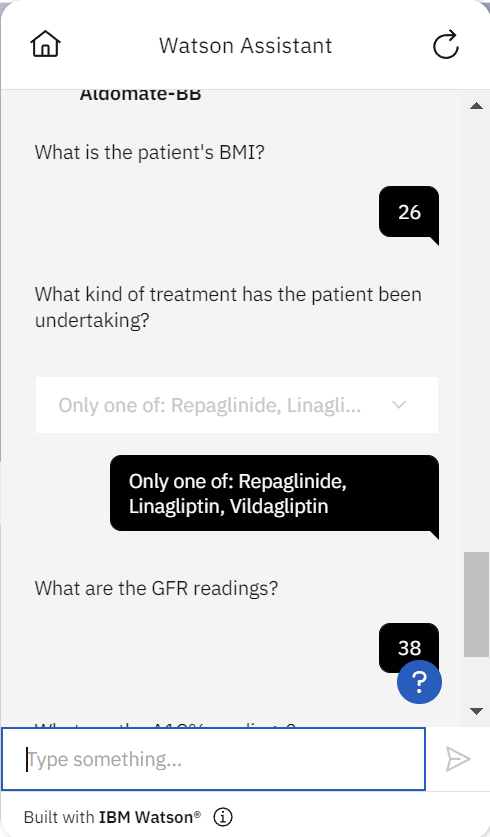 Watson Assistant
Aldomate-BB
What is the patient's BMI?
26
What kind of treatment has the patient been
undertaking?
Only one of: Repaglinide, Linagli...
Only one of: Repaglinide,
Linagliptin, Vildagliptin
What are the GFR readings?
38
?
Type something...
Built with IBM Watson®